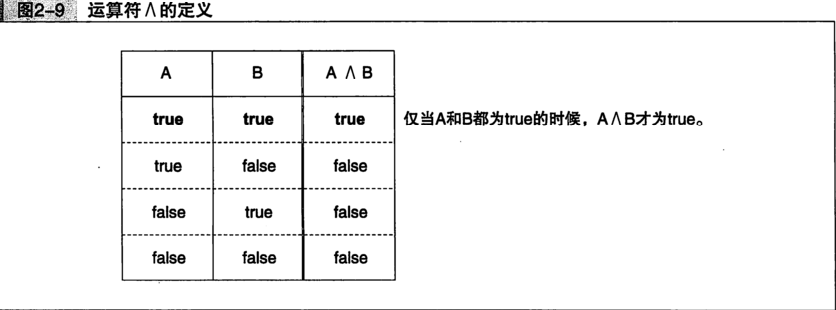 图2-9 运算符∧的定义
A B A ∧ B
true true true 仅当A和B都为true的时候，A∧B才为true。
true false false
false true false
false false false